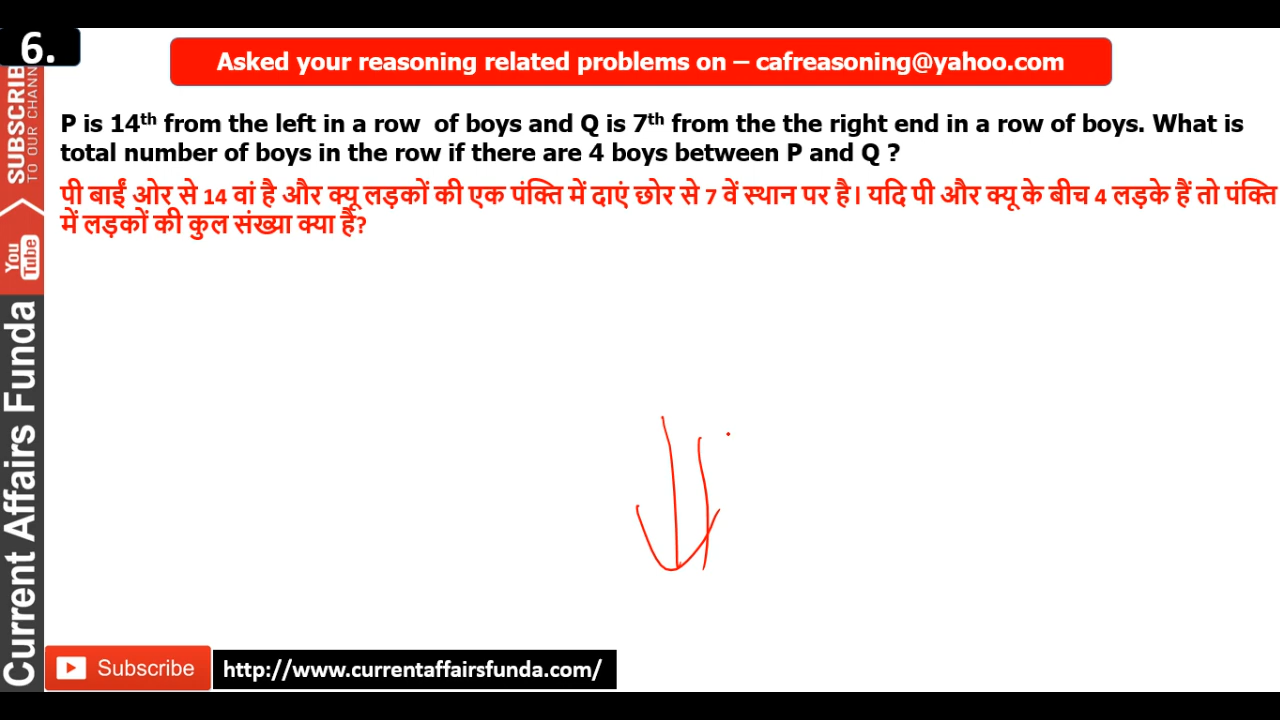 6.
Asked your reasoning related problems on – cafreasoning@yahoo.com
P is 14th from the left in a row of boys and Q is 7th from the the right end in a row of boys. What is
total number of boys in the row if there are 4 boys between P and Q ?
पी बाईं ओर से 14 वां है और क्यू लड़कों की एक पंक्ति में दाएं छोर से 7 वें स्थान पर है। यदि पी और क्यू के बीच 4 लड़के हैं तो पंक्ति
में लड़कों की कुल संख्या क्या है?
SUBSCRIB
TO OUR CHANN
You
Tube
Current Affairs Funda
Subscribe
http://www.currentaffairsfunda.com/